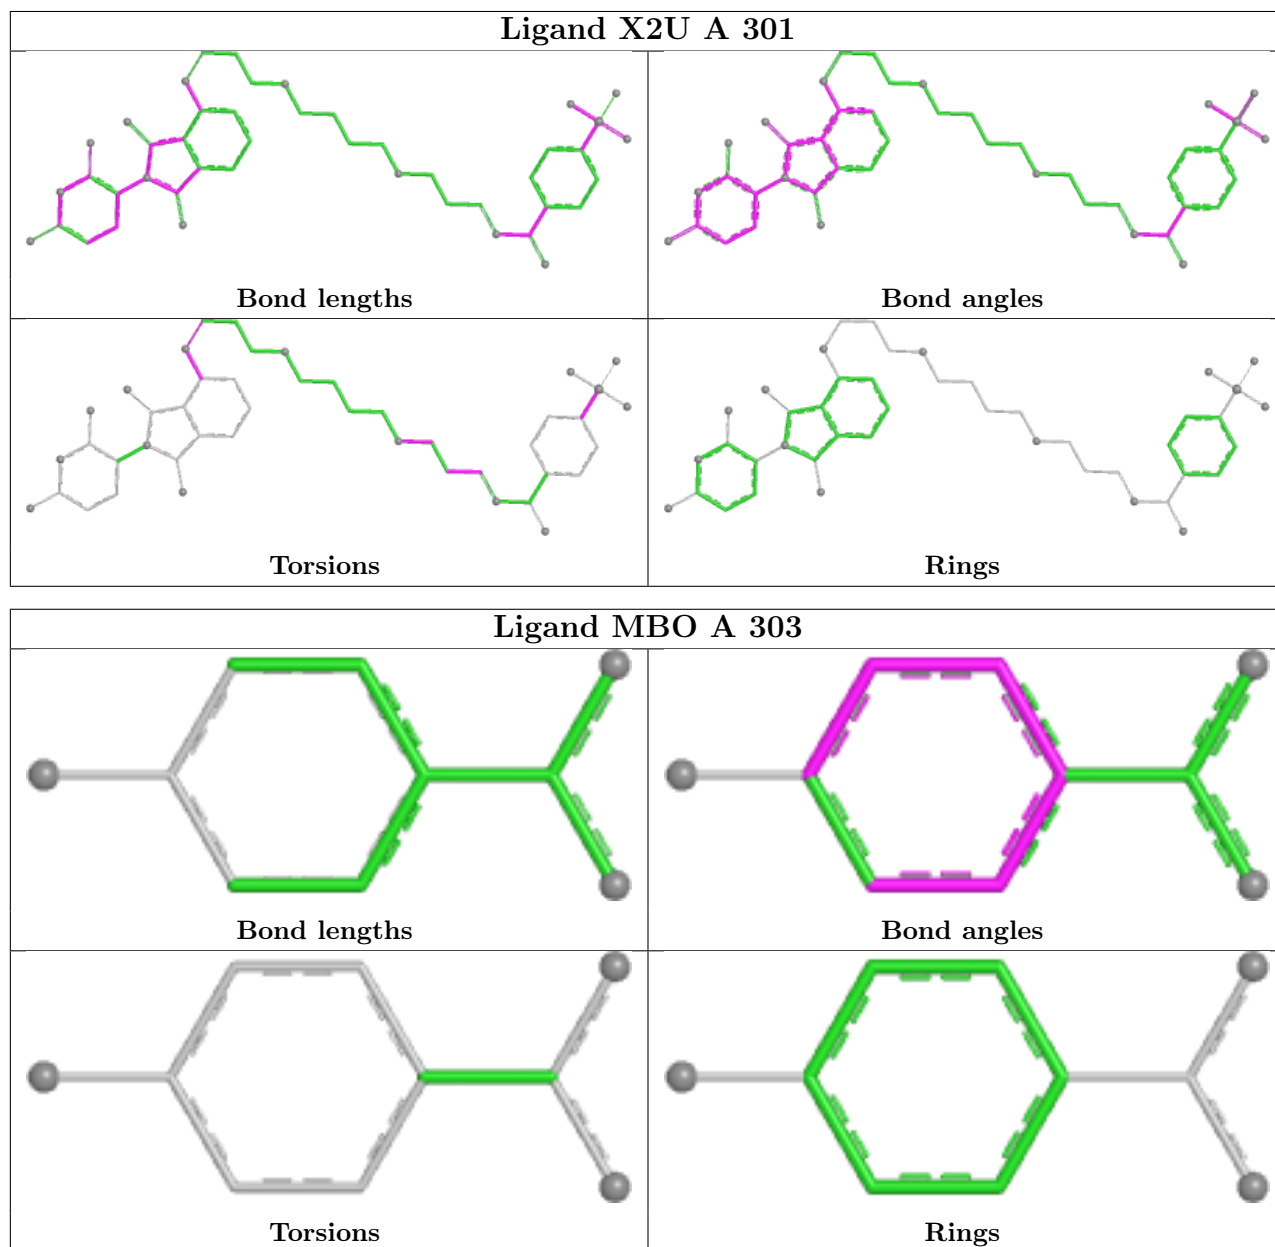 Ligand X2U A 301
Bond lengths
Bond angles
Torsions
Rings
Ligand MBO A 303
Bond lengths
Bond angles
Torsions
Rings